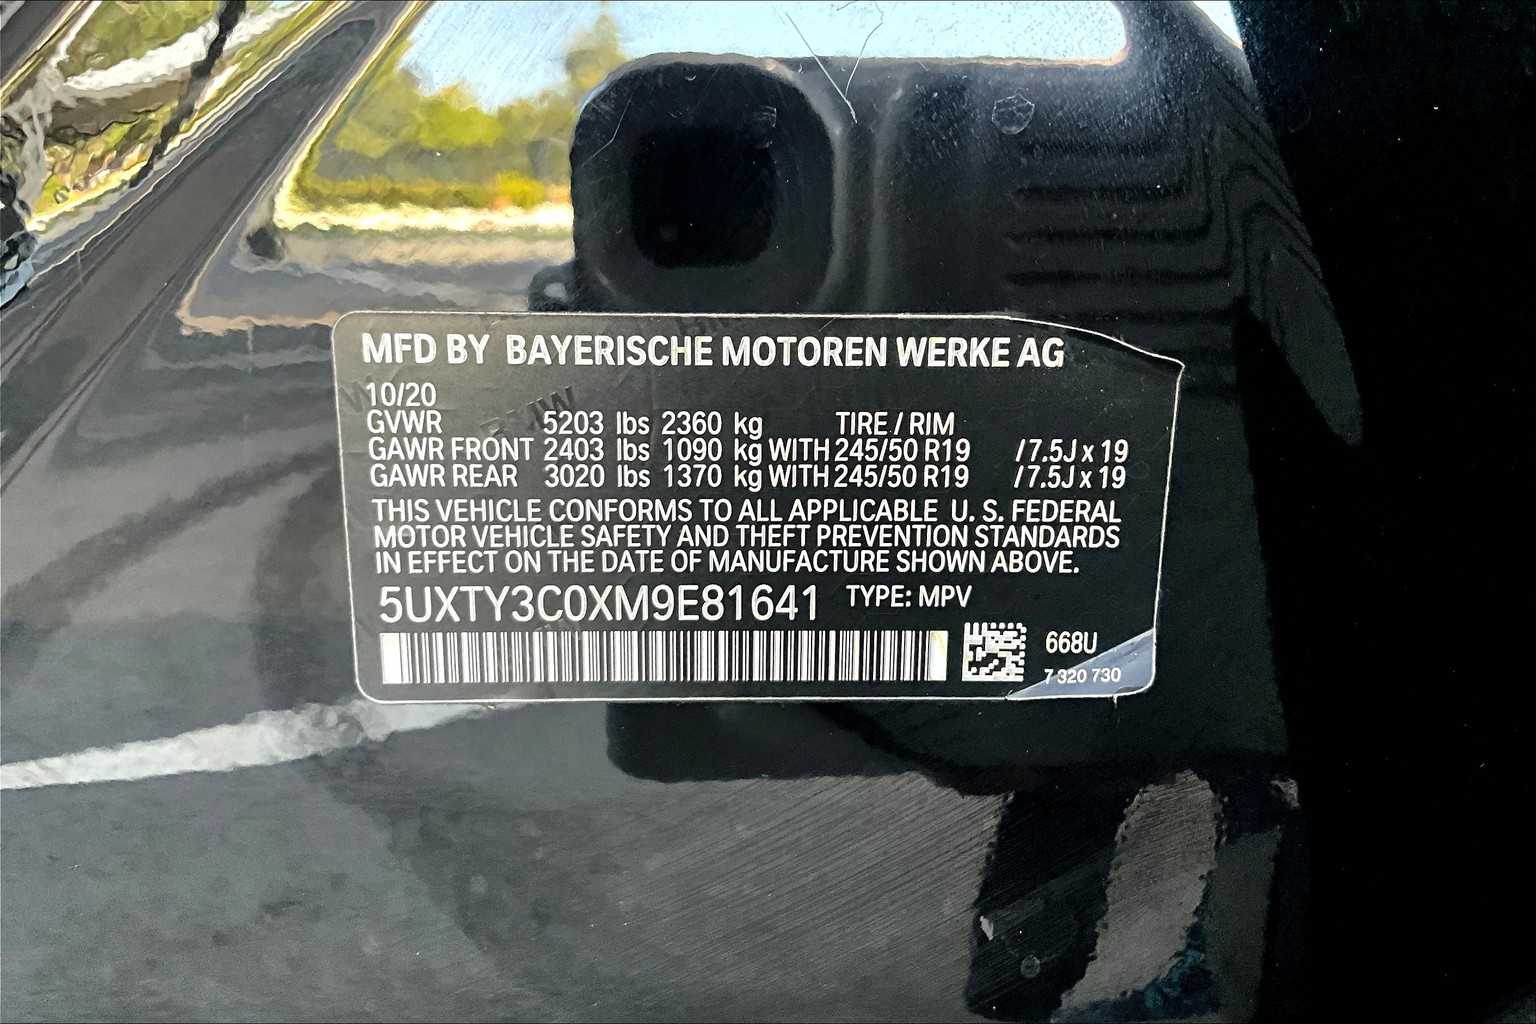 MFD BY BAYERISCHE MOTOREN WERKE AG
10/20
GVWR 5203 lbs 2360 kg TIRE / RIM
GAWR FRONT 2403 lbs 1090 kg WITH 245/50 R19 / 7.5J x 19
GAWR REAR 3020 lbs 1370 kg WITH 245/50 R19 / 7.5J x 19
THIS VEHICLE CONFORMS TO ALL APPLICABLE U. S. FEDERAL
MOTOR VEHICLE SAFETY AND THEFT PREVENTION STANDARDS
IN EFFECT ON THE DATE OF MANUFACTURE SHOWN ABOVE.
5UXTY3C0XM9E81641 TYPE: MPV
668U
7 320 730